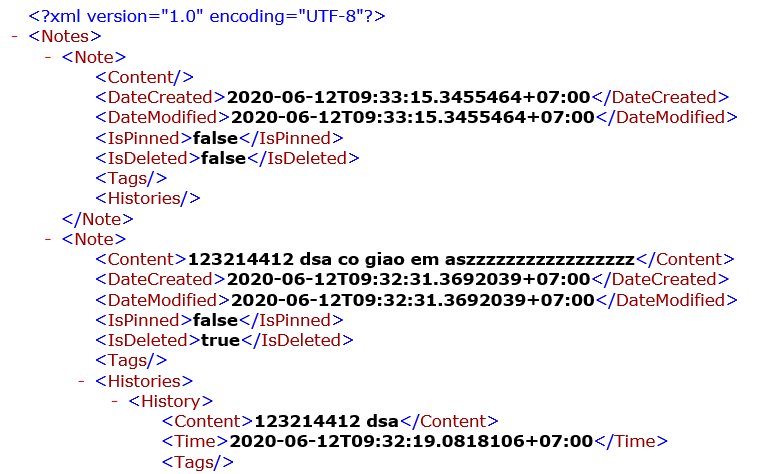 <?xml version="1.0" encoding="UTF-8"?>
- <Notes>
- <Note>
<Content/>
<DateCreated>2020-06-12T09:33:15.3455464+07:00</DateCreated>
<DateModified>2020-06-12T09:33:15.3455464+07:00</DateModified>
<IsPinned>false</IsPinned>
<IsDeleted>false</IsDeleted>
<Tags/>
<Histories/>
</Note>
- <Note>
<Content>123214412 dsa co giao em aszzzzzzzzzzzzzzzzz</Content>
<DateCreated>2020-06-12T09:32:31.3692039+07:00</DateCreated>
<DateModified>2020-06-12T09:32:31.3692039+07:00</DateModified>
<IsPinned>false</IsPinned>
<IsDeleted>true</IsDeleted>
<Tags/>
- <Histories>
- <History>
<Content>123214412 dsa</Content>
<Time>2020-06-12T09:32:19.0818106+07:00</Time>
<Tags/>